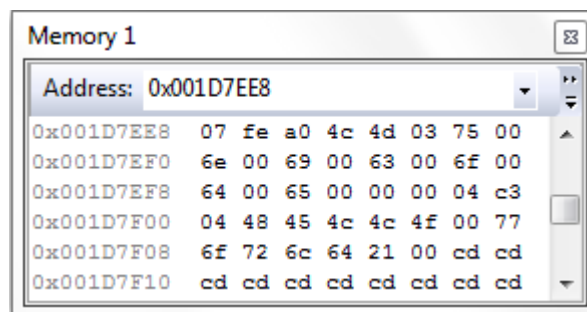 Memory 1
Address: 0x001D7EE8
0x001D7EE8 07 fe a0 4c 4d 03 75 00
0x001D7EF0 6e 00 69 00 63 00 6f 00
0x001D7EF8 64 00 65 00 00 00 04 c3
0x001D7F00 04 48 45 4c 4c 4f 00 77
0x001D7F08 6f 72 6c 64 21 00 cd cd
0x001D7F10 cd cd cd cd cd cd cd cd